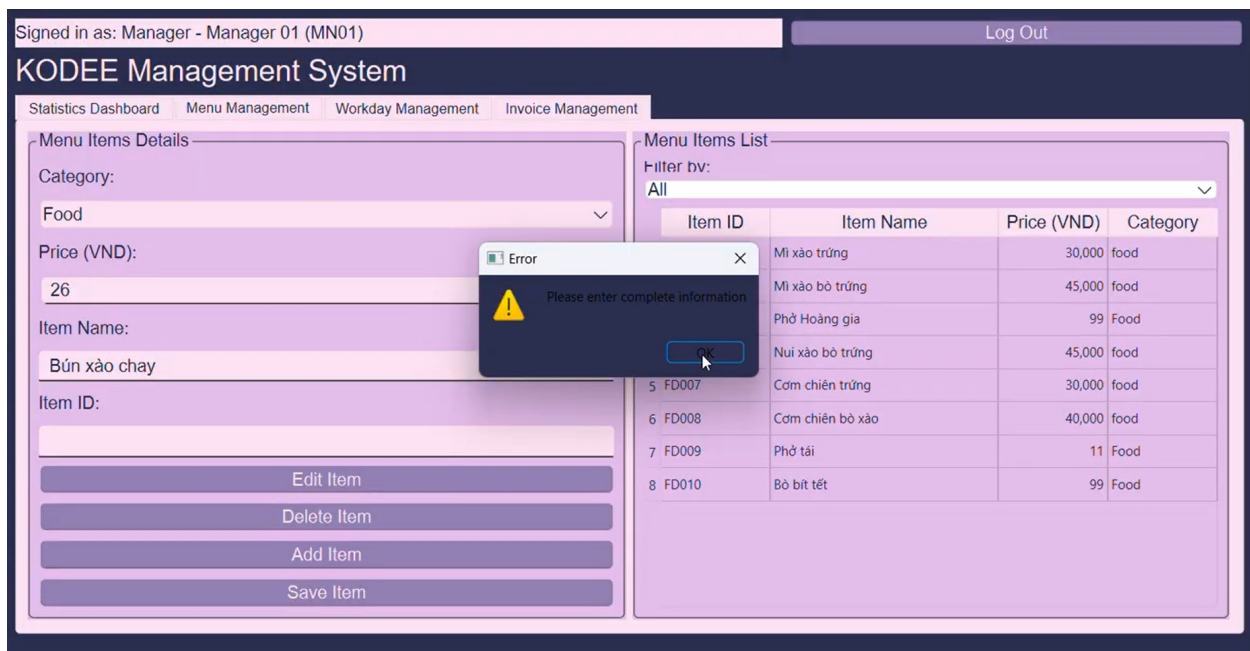 Signed in as: Manager - Manager 01 (MN01)
Log Out
KODEE Management System
Statistics Dashboard Menu Management Workday Management Invoice Management
Menu Items Details
Category:
Food
Price (VND):
26
Item Name:
Bún xào chay
Item ID:
Edit Item
Delete Item
Add Item
Save Item
Error
Please enter complete information
OK
Menu Items List
Filter by:
All
Item ID Item Name Price (VND) Category
Mì xào trứng 30,000 food
Mì xào bò trứng 45,000 food
Phở Hoàng gia 99 Food
Nui xào bò trứng 45,000 food
5 FD007 Cơm chiên trứng 30,000 food
6 FD008 Cơm chiên bò xào 40,000 food
7 FD009 Phở tái 11 Food
8 FD010 Bò bít tết 99 Food